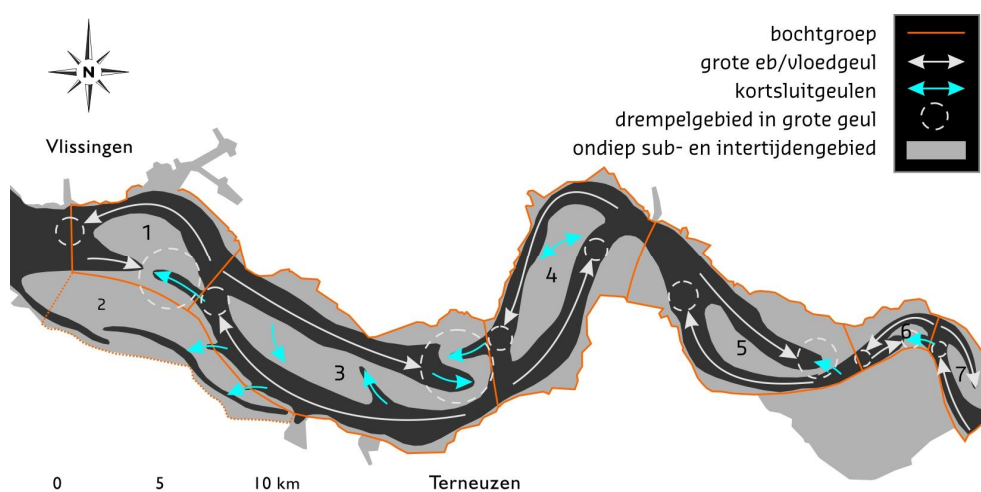 bochtgroep
grote eb/vloedgeul
kortsluitgeulen
drempelgebied in grote geul
ondiep sub- en intertijdengebied
N
Vlissingen
1
2
3
4
5
6
7
0 5 10 km
Terneuzen